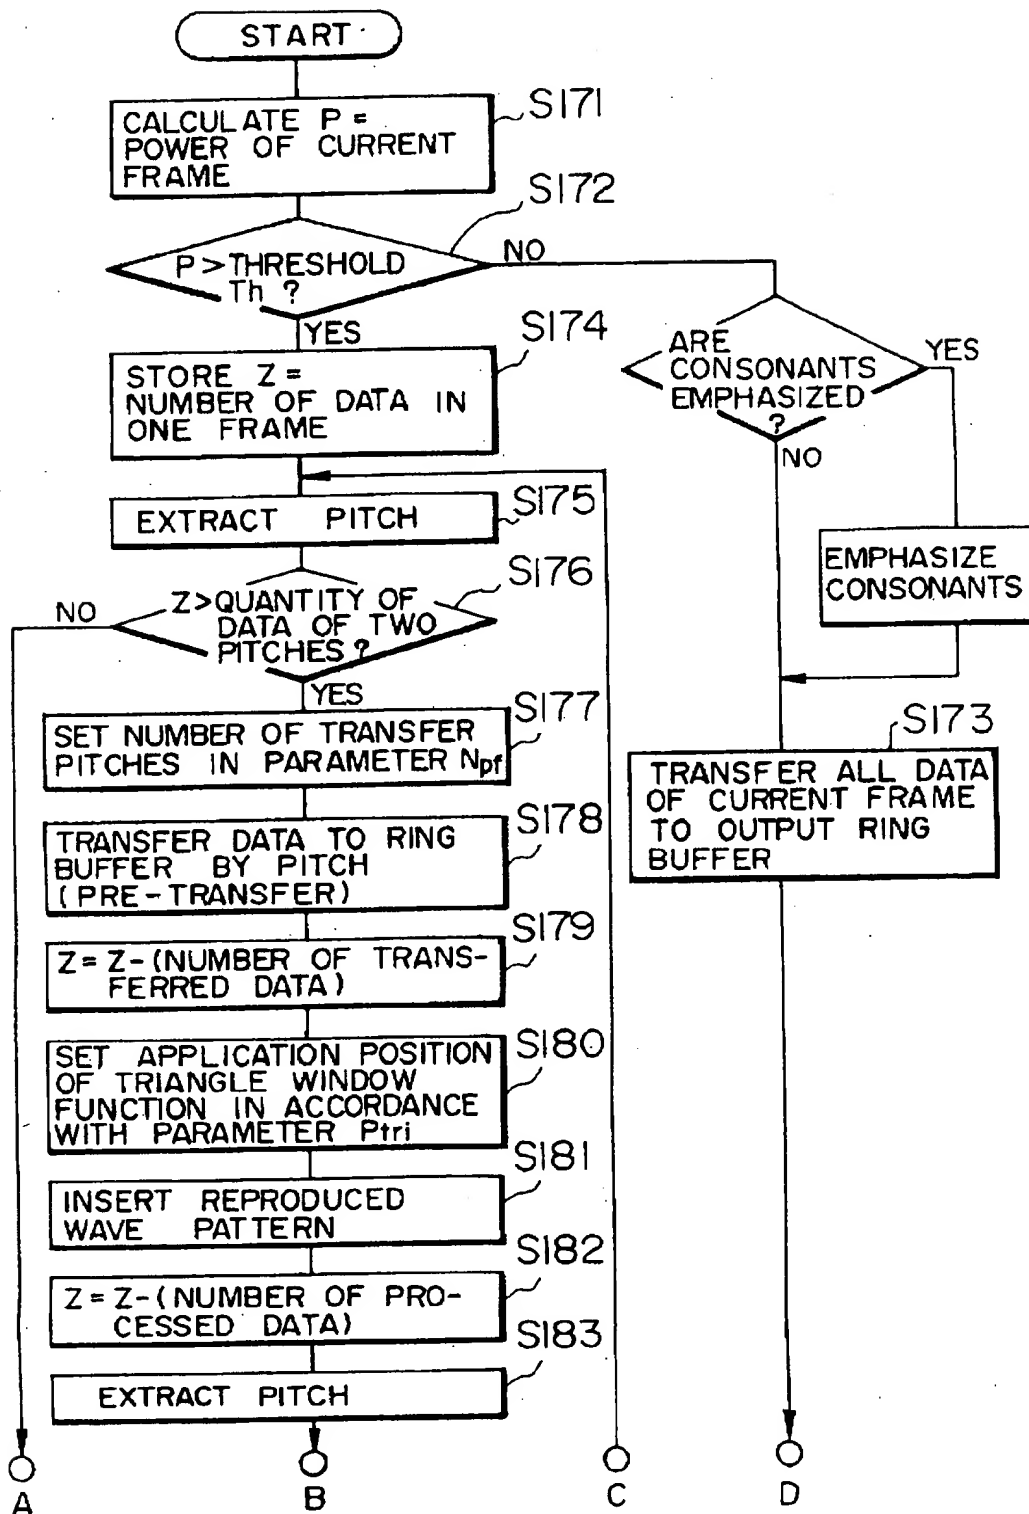 START
S171
CALCULATE P =
POWER OF CURRENT
FRAME
S172
P > THRESHOLD
Th ?
NO
YES
S174
STORE Z =
NUMBER OF DATA IN
ONE FRAME
ARE
CONSONANTS
EMPHASIZED
?
YES
NO
S175
EXTRACT PITCH
EMPHASIZE
CONSONANTS
S176
Z > QUANTITY OF
DATA OF TWO
PITCHES ?
NO
YES
S177
SET NUMBER OF TRANSFER
PITCHES IN PARAMETER Npf
S173
TRANSFER ALL DATA
OF CURRENT FRAME
TO OUTPUT RING
BUFFER
S178
TRANSFER DATA TO RING
BUFFER BY PITCH
(PRE-TRANSFER)
S179
Z = Z-(NUMBER OF TRANS-
FERRED DATA)
S180
SET APPLICATION POSITION
OF TRIANGLE WINDOW
FUNCTION IN ACCORDANCE
WITH PARAMETER Ptri
S181
INSERT REPRODUCED
WAVE PATTERN
S182
Z = Z-(NUMBER OF PRO-
CESSED DATA)
S183
EXTRACT PITCH
A
B
C
D